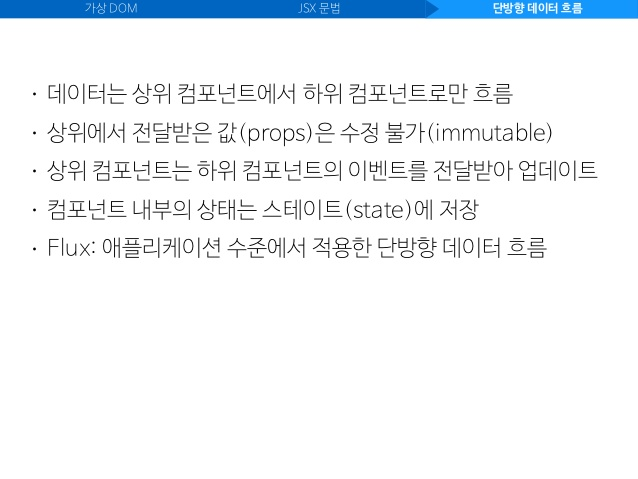 가상 DOM
JSX 문법
단방향 데이터 흐름
• 데이터는 상위 컴포넌트에서 하위 컴포넌트로만 흐름
• 상위에서 전달받은 값(props)은 수정 불가(immutable)
• 상위 컴포넌트는 하위 컴포넌트의 이벤트를 전달받아 업데이트
• 컴포넌트 내부의 상태는 스테이트(state)에 저장
• Flux: 애플리케이션 수준에서 적용한 단방향 데이터 흐름